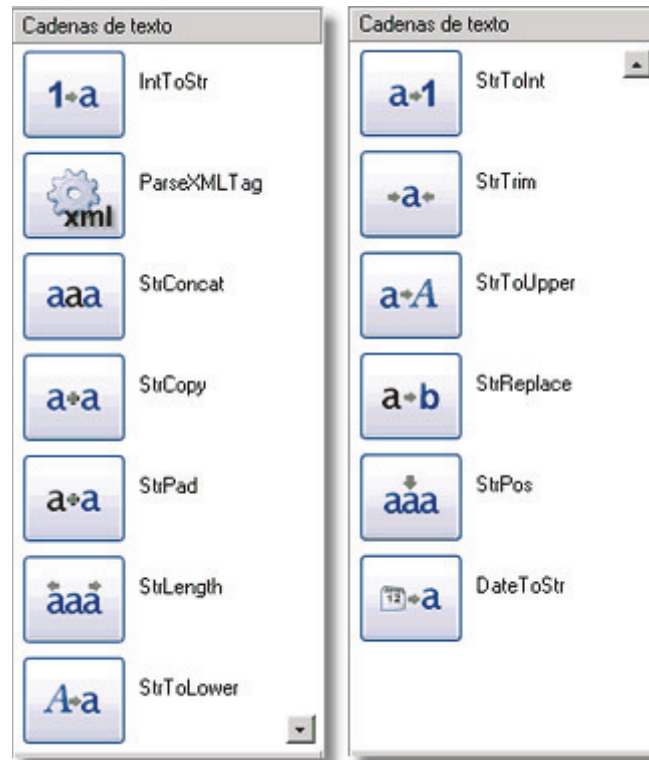 Cadenas de texto
1 a
IntToStr
xml
ParseXMLTag
aaa
StrConcat
a a
StrCopy
a a
StrPad
aaa
StrLength
A a
StrToLower
Cadenas de texto
a 1
StrToInt
a
StrTrim
a A
StrToUpper
a b
StrReplace
aaa
StrPos
12 a
DateToStr